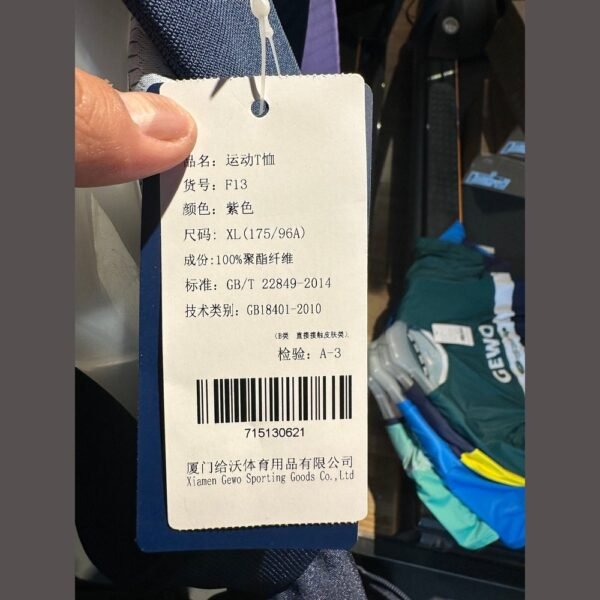 品名: 运动T恤
货号: F13
颜色: 紫色
尺码: XL(175/96A)
成份:100%聚酯纤维
标准: GB/T 22849-2014
技术类别: GB18401-2010
(B类 直接接触皮肤类)
检验: A-3
715130621
厦门给沃体育用品有限公司
Xiamen Gewo Sporting Goods Co.,Ltd
GEWO